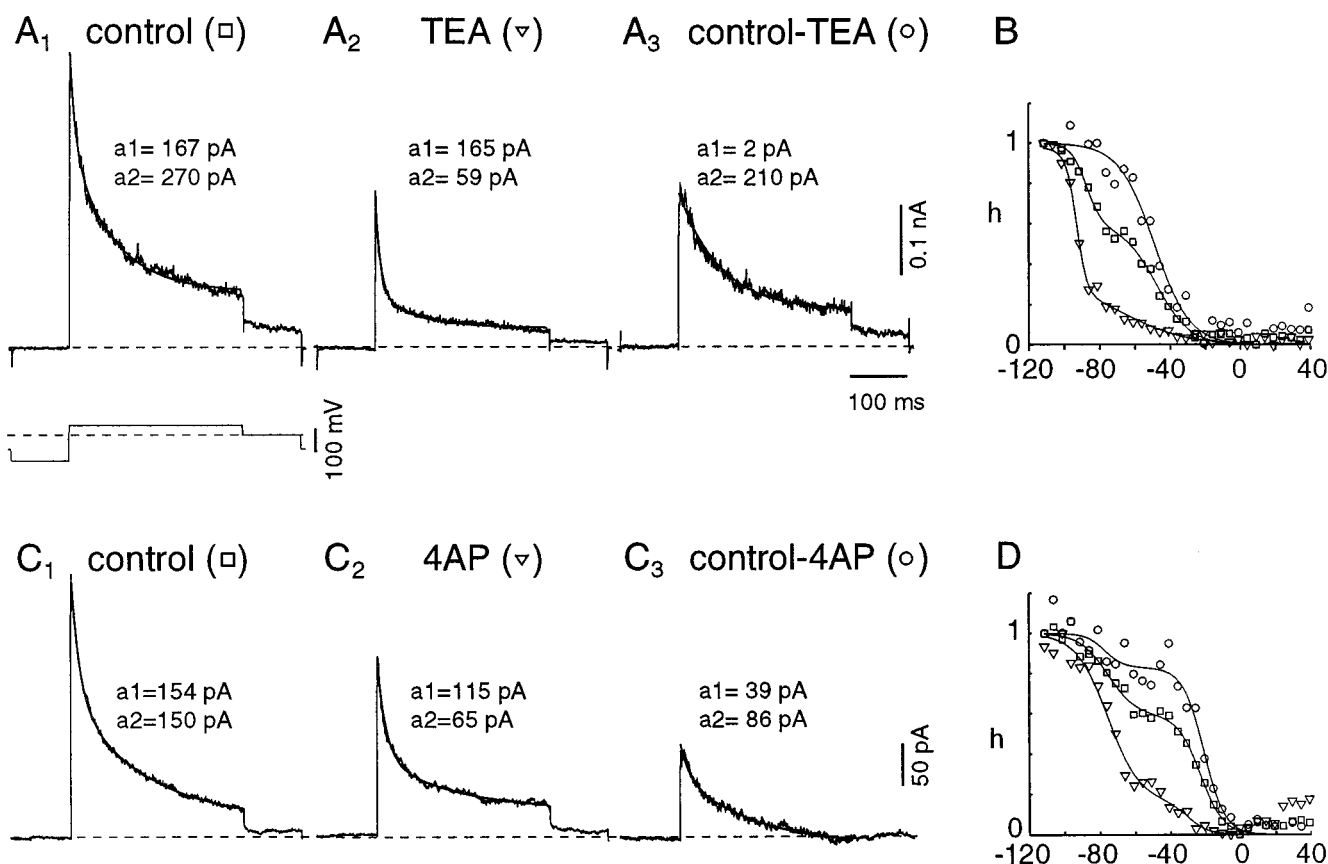 A1 control (□)
A2 TEA (▽)
A3 control-TEA (○)
B
a1= 167 pA
a2= 270 pA
a1= 165 pA
a2= 59 pA
a1= 2 pA
a2= 210 pA
0.1 nA
100 ms
100 mV
1
h
0
-120 -80 -40 0 40
C1 control (□)
C2 4AP (▽)
C3 control-4AP (○)
D
a1=154 pA
a2=150 pA
a1=115 pA
a2=65 pA
a1= 39 pA
a2= 86 pA
50 pA
1
h
0
-120 -80 -40 0 40